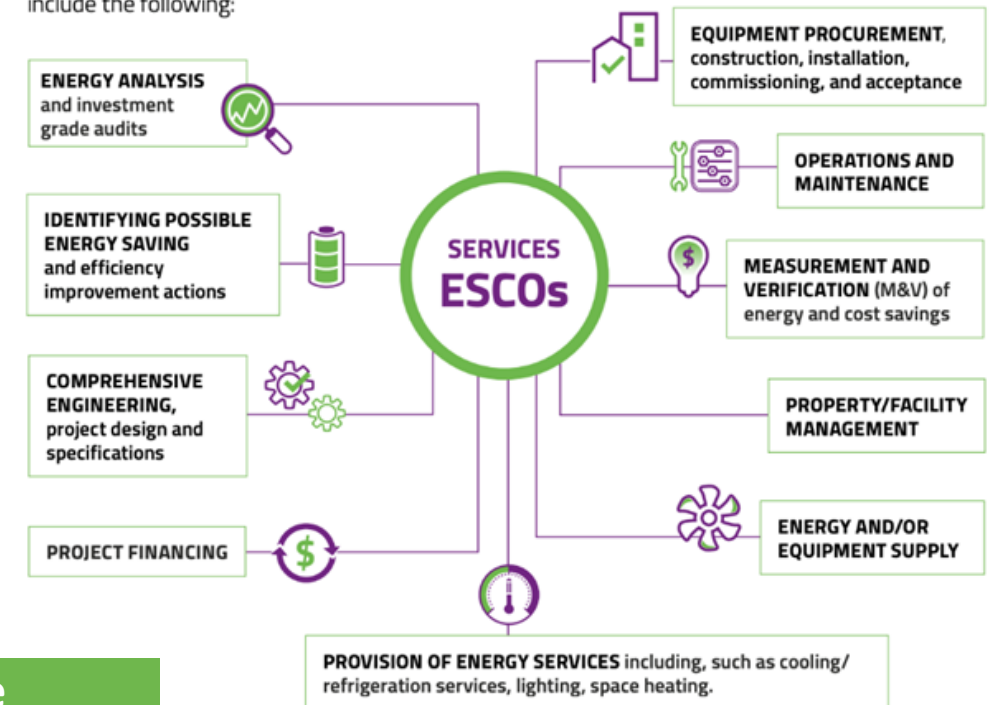 include the following:
ENERGY ANALYSIS
and investment
grade audits
IDENTIFYING POSSIBLE
ENERGY SAVING
and efficiency
improvement actions
COMPREHENSIVE
ENGINEERING,
project design and
specifications
PROJECT FINANCING
SERVICES
ESCOs
EQUIPMENT PROCUREMENT,
construction, installation,
commissioning, and acceptance
OPERATIONS AND
MAINTENANCE
MEASUREMENT AND
VERIFICATION (M&V) of
energy and cost savings
PROPERTY/FACILITY
MANAGEMENT
ENERGY AND/OR
EQUIPMENT SUPPLY
PROVISION OF ENERGY SERVICES including, such as cooling/
refrigeration services, lighting, space heating.